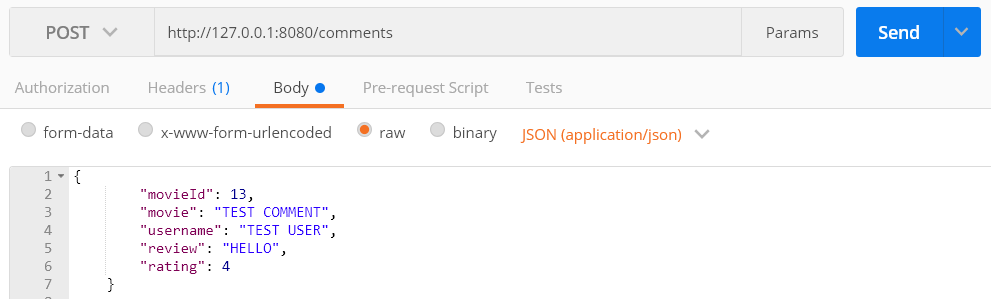 POST http://127.0.0.1:8080/comments Params Send
Authorization Headers (1) Body Pre-request Script Tests
form-data x-www-form-urlencoded raw binary JSON (application/json)
1 {
2 "movieId": 13,
3 "movie": "TEST COMMENT",
4 "username": "TEST USER",
5 "review": "HELLO",
6 "rating": 4
7 }